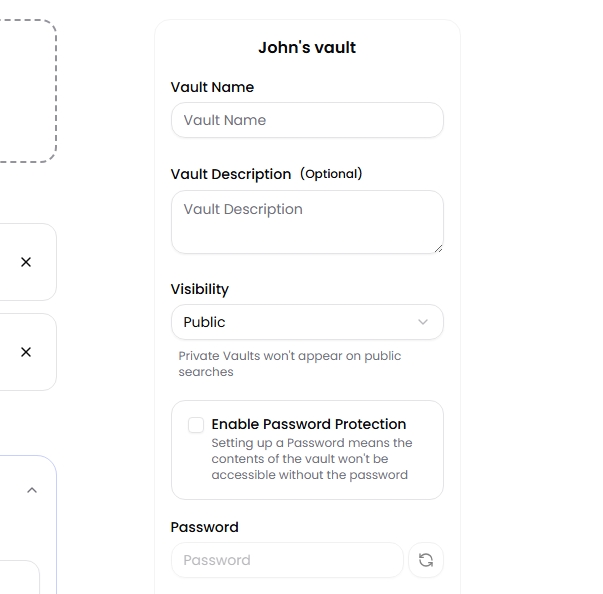 John's vault
Vault Name
Vault Name
Vault Description (Optional)
Vault Description
Visibility
Public
Private Vaults won't appear on public
searches
Enable Password Protection
Setting up a Password means the
contents of the vault won't be
accessible without the password
Password
Password